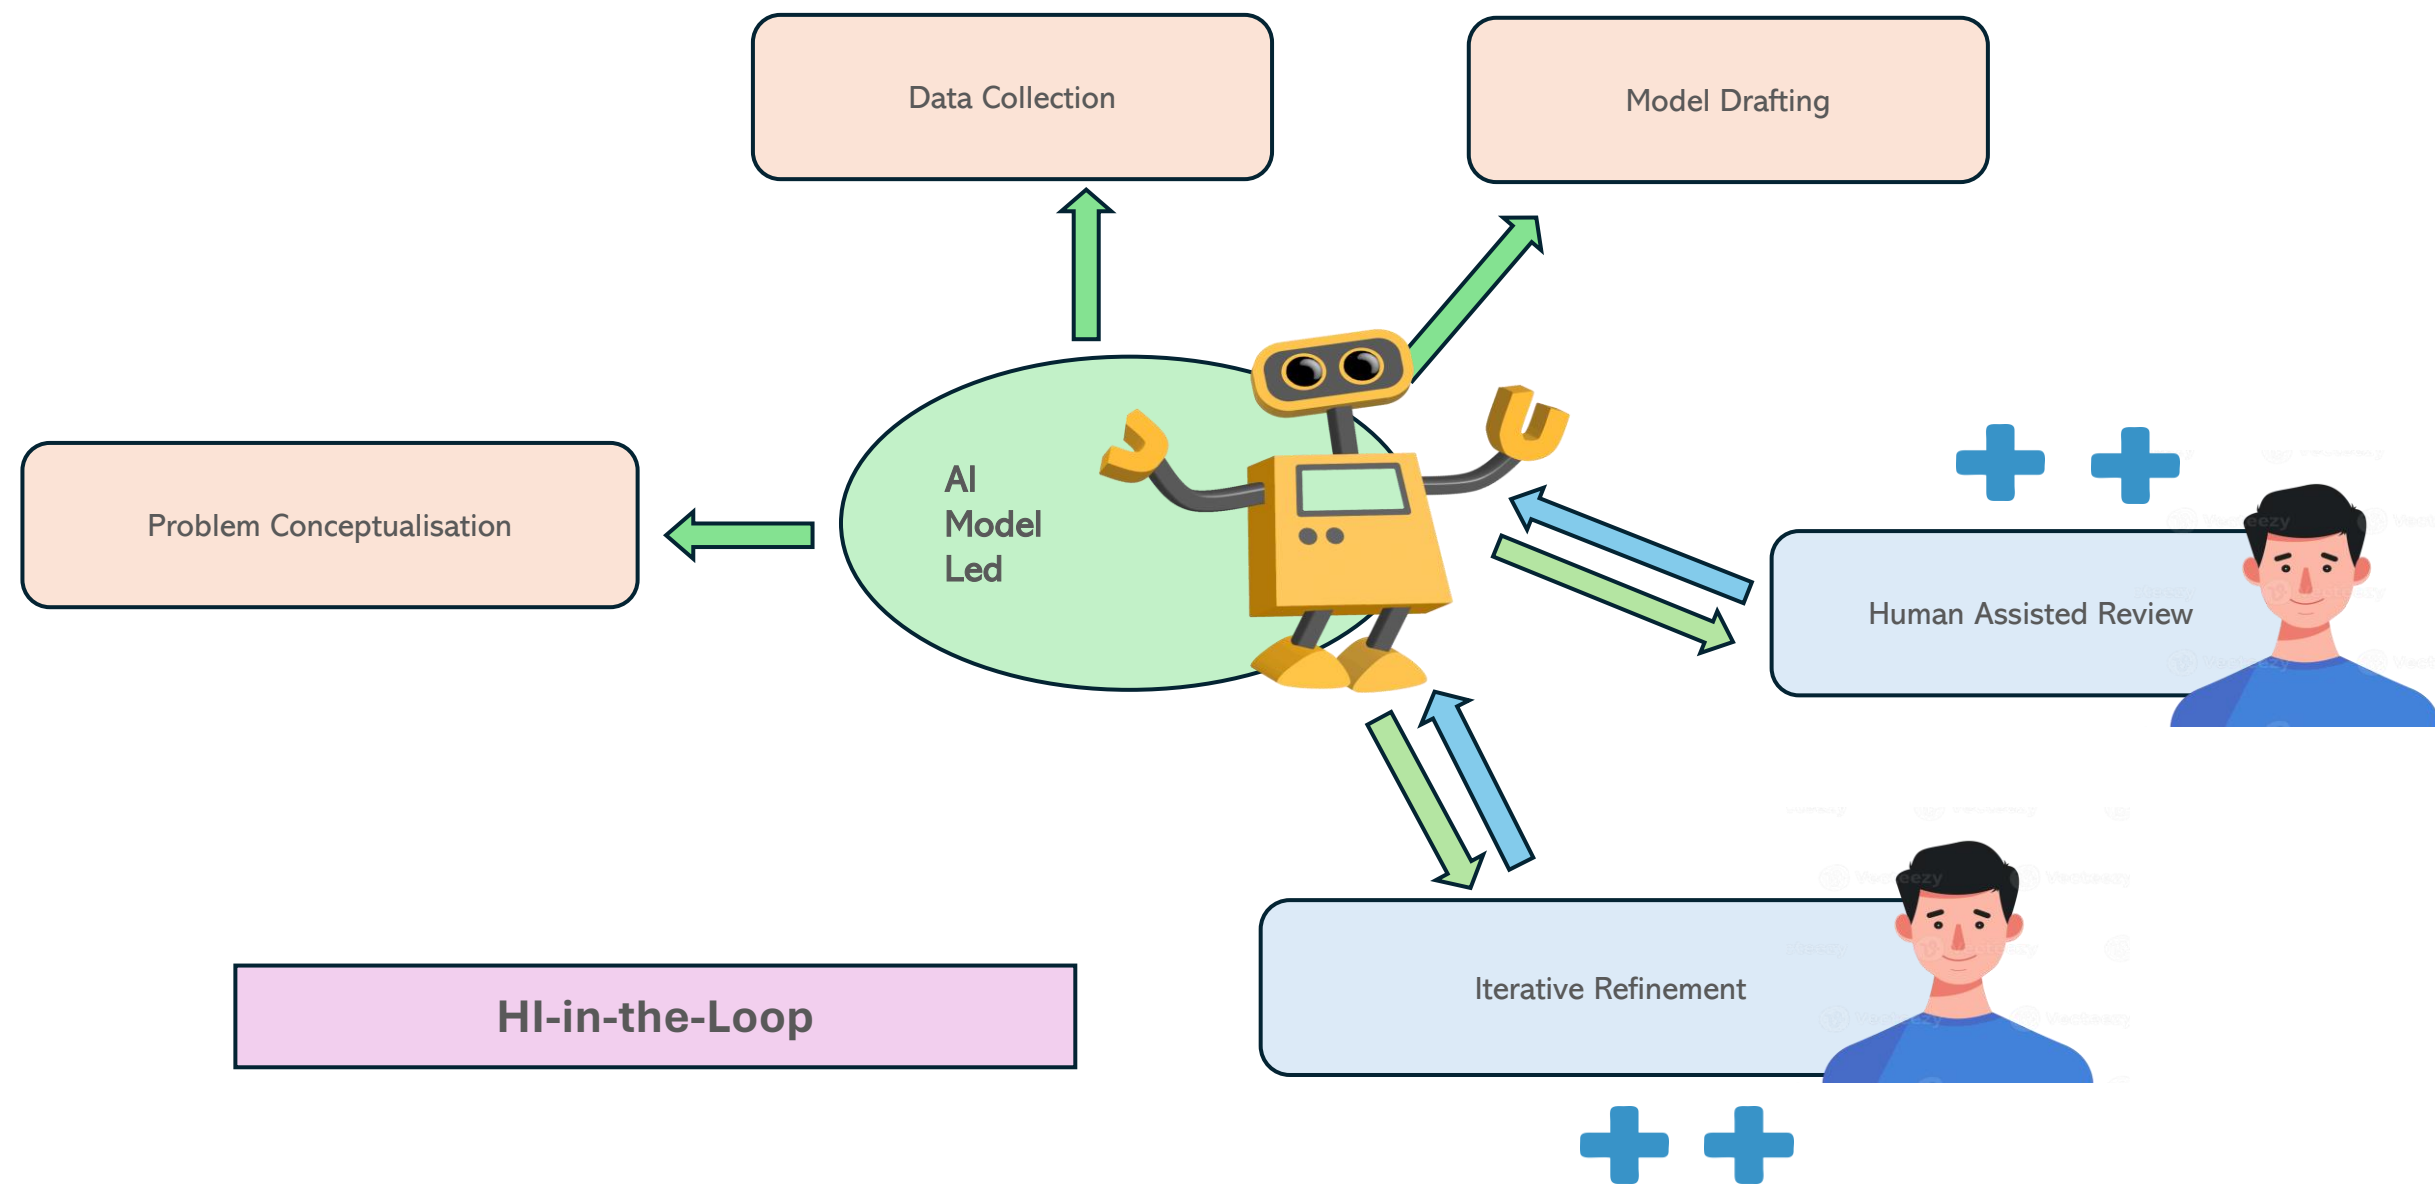 Data Collection
Model Drafting
Problem Conceptualisation
AI
Model
Led
Human Assisted Review
Iterative Refinement
HI-in-the-Loop